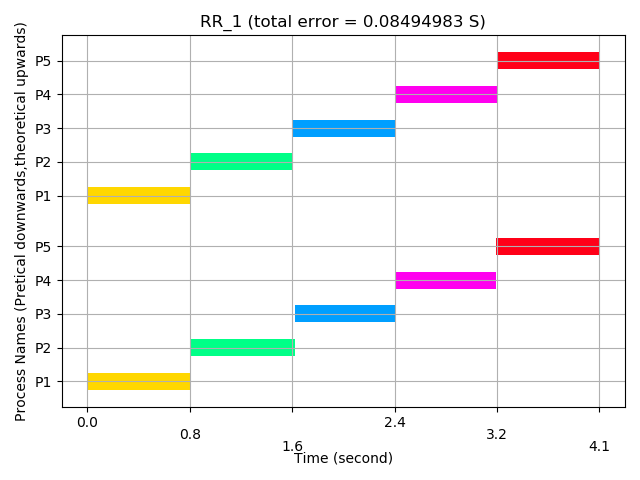 RR_1 (total error = 0.08494983 S)
Process Names (Pretical downwards,theoretical upwards)
P5
P4
P3
P2
P1
P5
P4
P3
P2
P1
0.0
0.8
1.6
2.4
3.2
4.1
Time (second)